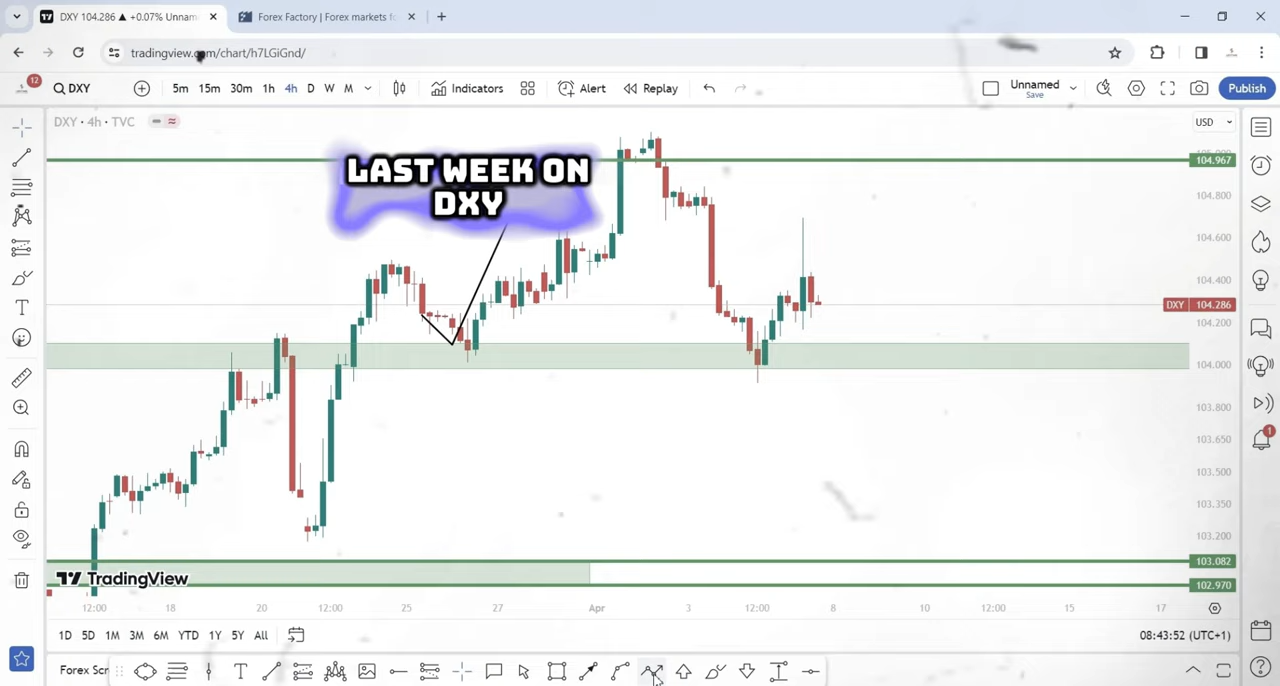 DXY 104.286 ▲ +0.07% Unnam
Forex Factory | Forex markets fo
tradingview.com/chart/h7LGiGnd/
12
DXY
5m 15m 30m 1h 4h D W M
Indicators
Alert
Replay
Unnamed
Save
Publish
DXY · 4h · TVC
USD
LAST WEEK ON
DXY
104.967
104.800
104.600
104.400
DXY 104.286
104.200
104.000
103.800
103.650
103.500
103.350
103.200
103.082
102.970
1
TradingView
12:00 18 20 12:00 25 27 Apr 3 12:00 8 10 12:00 15 17
1D 5D 1M 3M 6M YTD 1Y 5Y All
08:43:52 (UTC+1)
Forex Scr